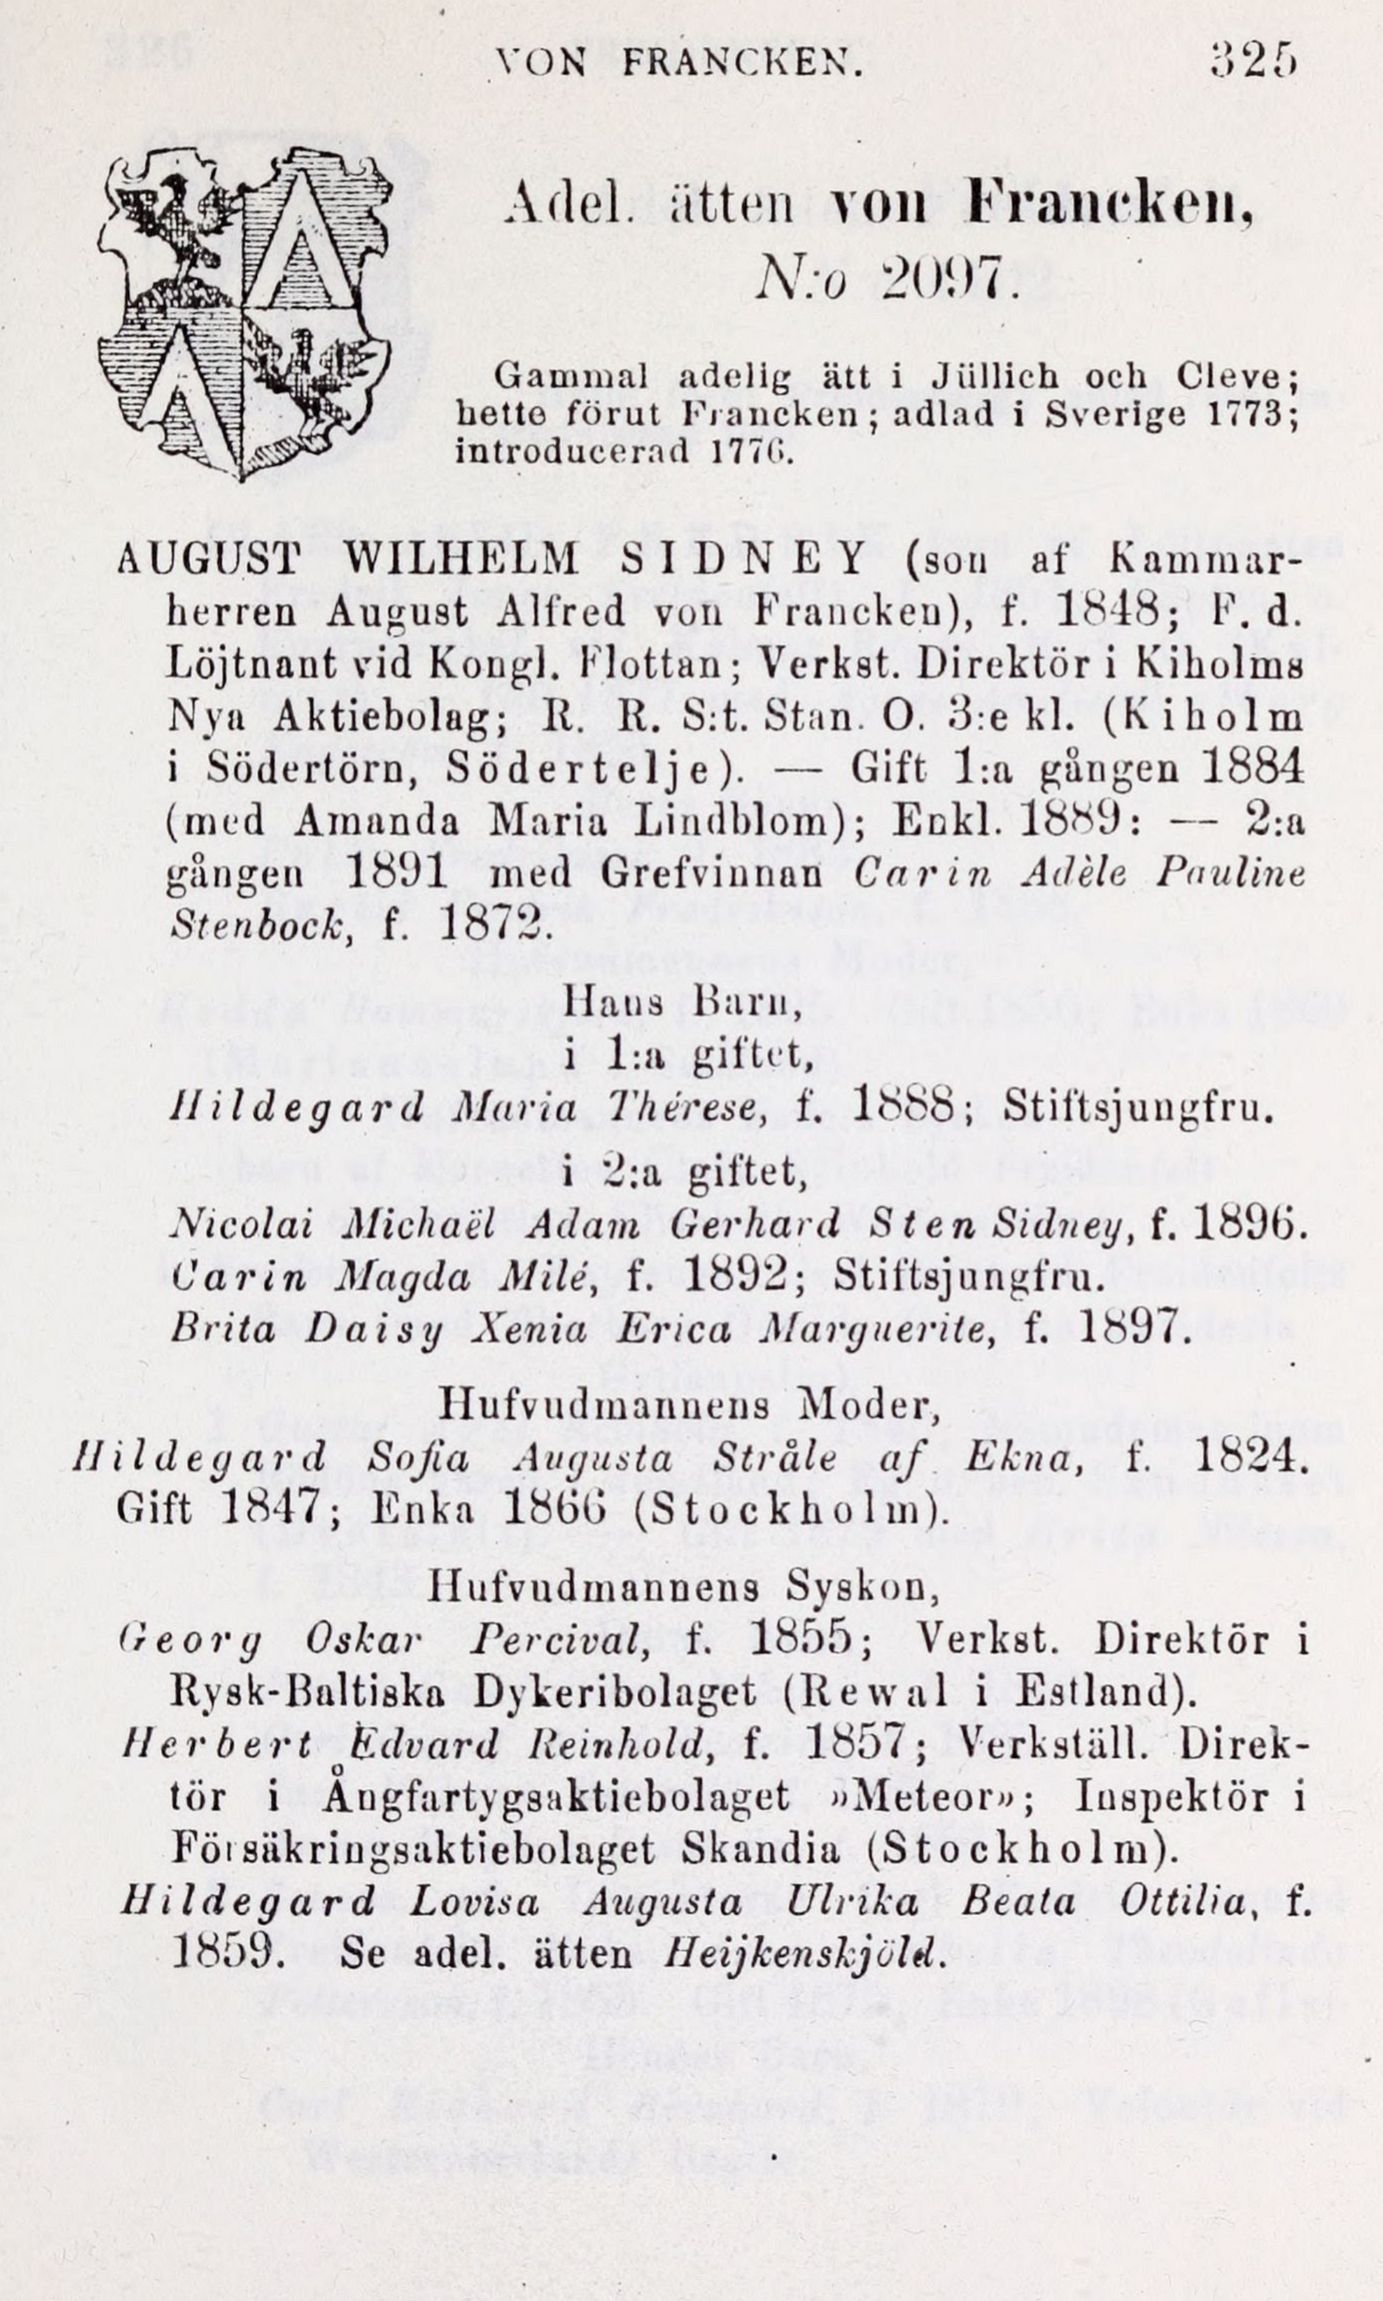 VON FRANCKEN. 325
Adel. ätten von Francken,
N:o 2097.
Gammal adelig ätt i Jüllich och Cleve;
hette förut Francken; adlad i Sverige 1773;
introducerad 1776.
AUGUST WILHELM SIDNEY (son af Kammar-
herren August Alfred von Francken), f. 1848; F. d.
Löjtnant vid Kongl. Flottan; Verkst. Direktör i Kiholms
Nya Aktiebolag; R. R. S:t. Stan. O. 3:e kl. (Kiholm
i Södertörn, Södertelje). — Gift 1:a gången 1884
(med Amanda Maria Lindblom); Enkl. 1889: — 2:a
gången 1891 med Grefvinnan Carin Adèle Pauline
Stenbock, f. 1872.
Hans Barn,
i 1:a giftet,
Hildegard Maria Thérese, f. 1888; Stiftsjungfru.
i 2:a giftet,
Nicolai Michaël Adam Gerhard Sten Sidney, f. 1896.
Carin Magda Milé, f. 1892; Stiftsjungfru.
Brita Daisy Xenia Erica Marguerite, f. 1897.
Hufvudmannens Moder,
Hildegard Sofia Augusta Stråle af Ekna, f. 1824.
Gift 1847; Enka 1866 (Stockholm).
Hufvudmannens Syskon,
Georg Oskar Percival, f. 1855; Verkst. Direktör i
Rysk-Baltiska Dykeribolaget (Rewal i Estland).
Herbert Edvard Reinhold, f. 1857; Verkställ. Direk-
tör i Ångfartygsaktiebolaget »Meteor»; Inspektör i
Försäkringsaktiebolaget Skandia (Stockholm).
Hildegard Lovisa Augusta Ulrika Beata Ottilia, f.
1859. Se adel. ätten Heijkenskjöld.